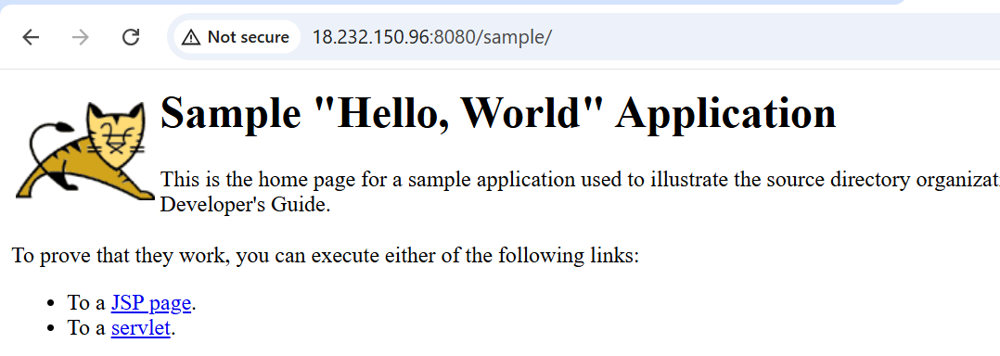 Not secure 18.232.150.96:8080/sample/
Sample "Hello, World" Application
This is the home page for a sample application used to illustrate the source directory
Developer's Guide.
To prove that they work, you can execute either of the following links:
To a JSP page.
To a servlet.